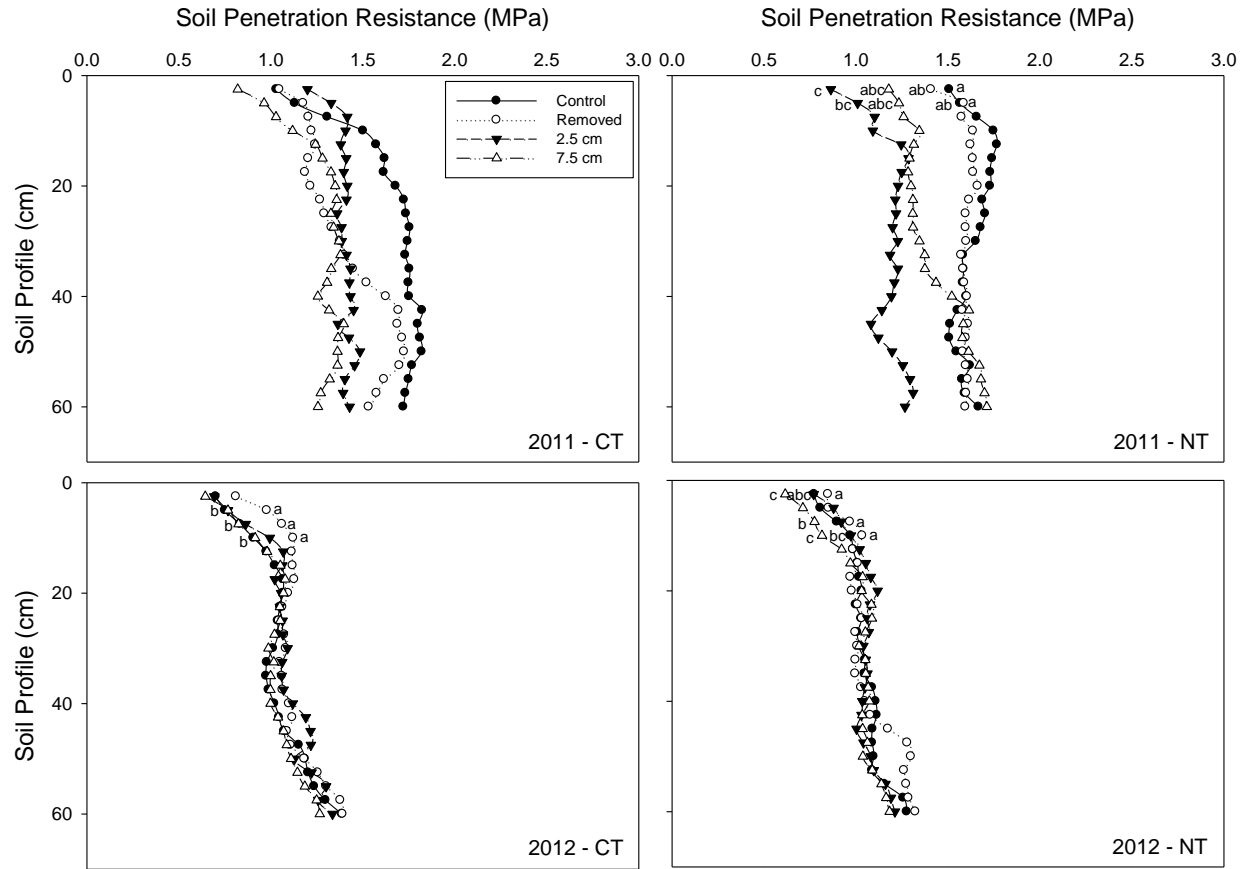 Soil Penetration Resistance (MPa) Soil Penetration Resistance (MPa)
0.0 0.5 1.0 1.5 2.0 2.5 3.0 0.0 0.5 1.0 1.5 2.0 2.5 3.0
Soil Profile (cm)
0
20
40
60
Control
Removed
2.5 cm
7.5 cm
2011 - CT
c abc ab a
bc abc ab a
2011 - NT
Soil Profile (cm)
0
20
40
60
b a
b a
b a
2012 - CT
c abc a
b a
c bc a
2012 - NT